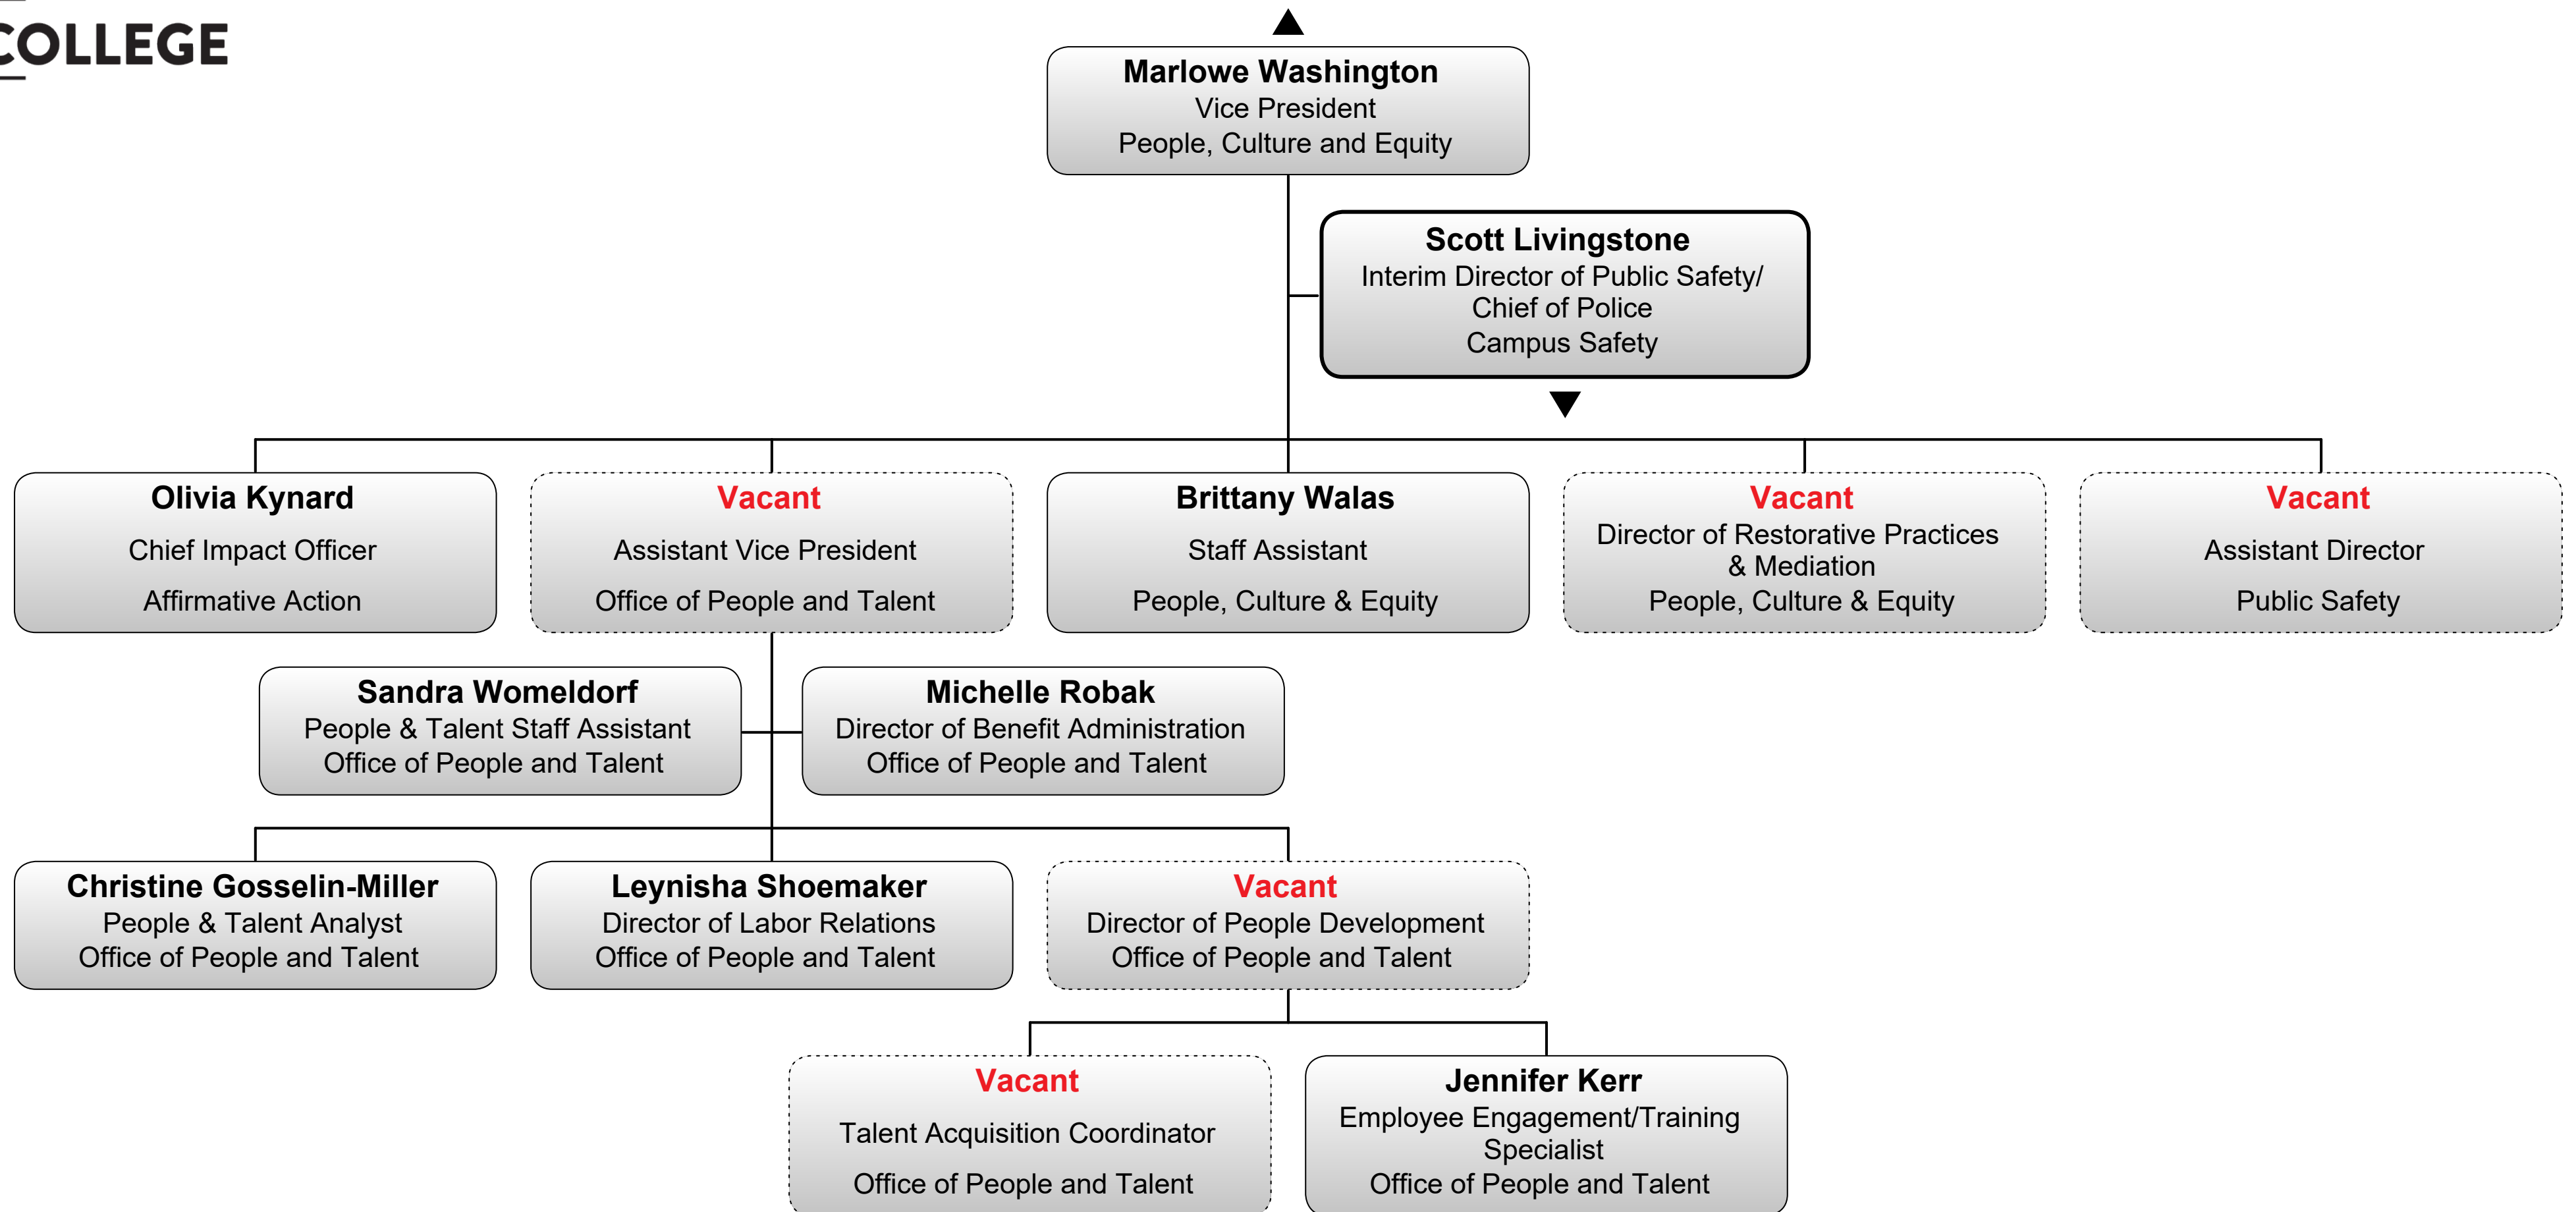 COLLEGE
Marlowe Washington
Vice President
People, Culture and Equity
Scott Livingstone
Interim Director of Public Safety/
Chief of Police
Campus Safety
Olivia Kynard
Chief Impact Officer
Affirmative Action
Vacant
Assistant Vice President
Office of People and Talent
Brittany Walas
Staff Assistant
People, Culture & Equity
Vacant
Director of Restorative Practices
& Mediation
People, Culture & Equity
Vacant
Assistant Director
Public Safety
Sandra Womeldorf
People & Talent Staff Assistant
Office of People and Talent
Michelle Robak
Director of Benefit Administration
Office of People and Talent
Christine Gosselin-Miller
People & Talent Analyst
Office of People and Talent
Leynisha Shoemaker
Director of Labor Relations
Office of People and Talent
Vacant
Director of People Development
Office of People and Talent
Vacant
Talent Acquisition Coordinator
Office of People and Talent
Jennifer Kerr
Employee Engagement/Training
Specialist
Office of People and Talent